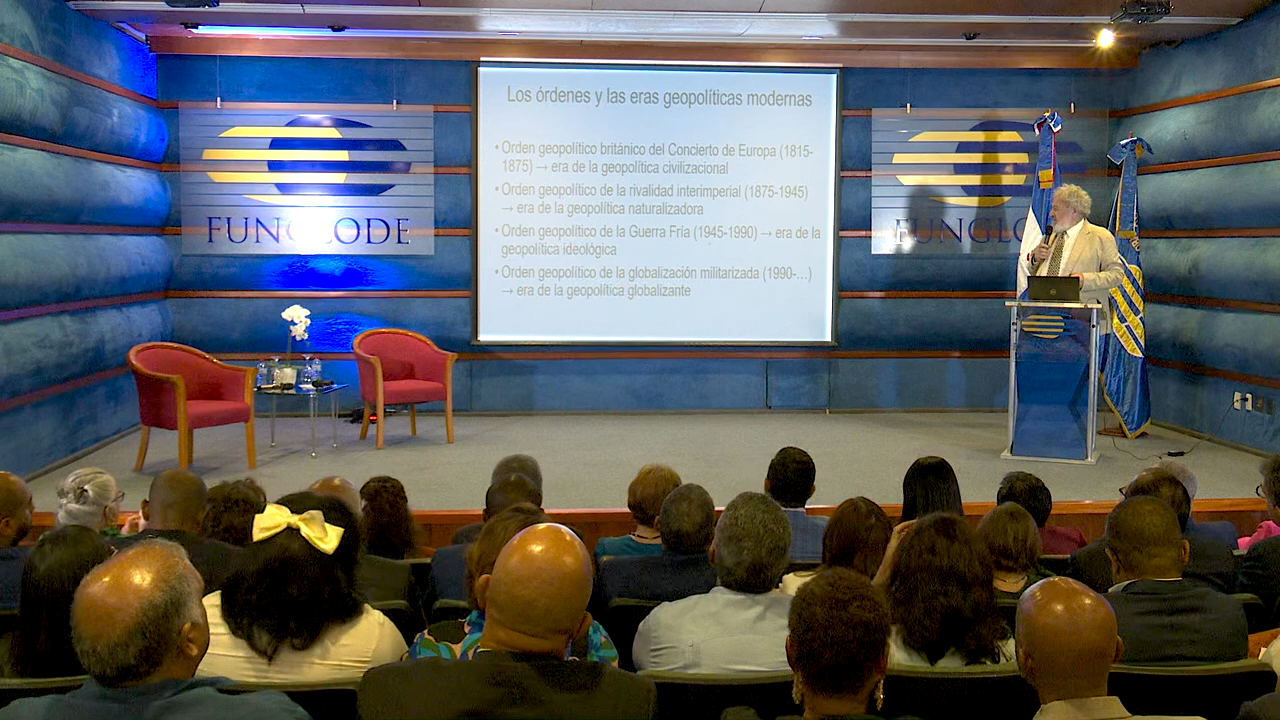 Los órdenes y las eras geopolíticas modernas
• Orden geopolítico británico del Concierto de Europa (1815-
1875) → era de la geopolítica civilizacional
• Orden geopolítico de la rivalidad interimperial (1875-1945)
→ era de la geopolítica naturalizadora
• Orden geopolítico de la Guerra Fría (1945-1990) → era de la
geopolítica ideológica
• Orden geopolítico de la globalización militarizada (1990-...)
→ era de la geopolítica globalizante
FUNGLODE
FUNGLO